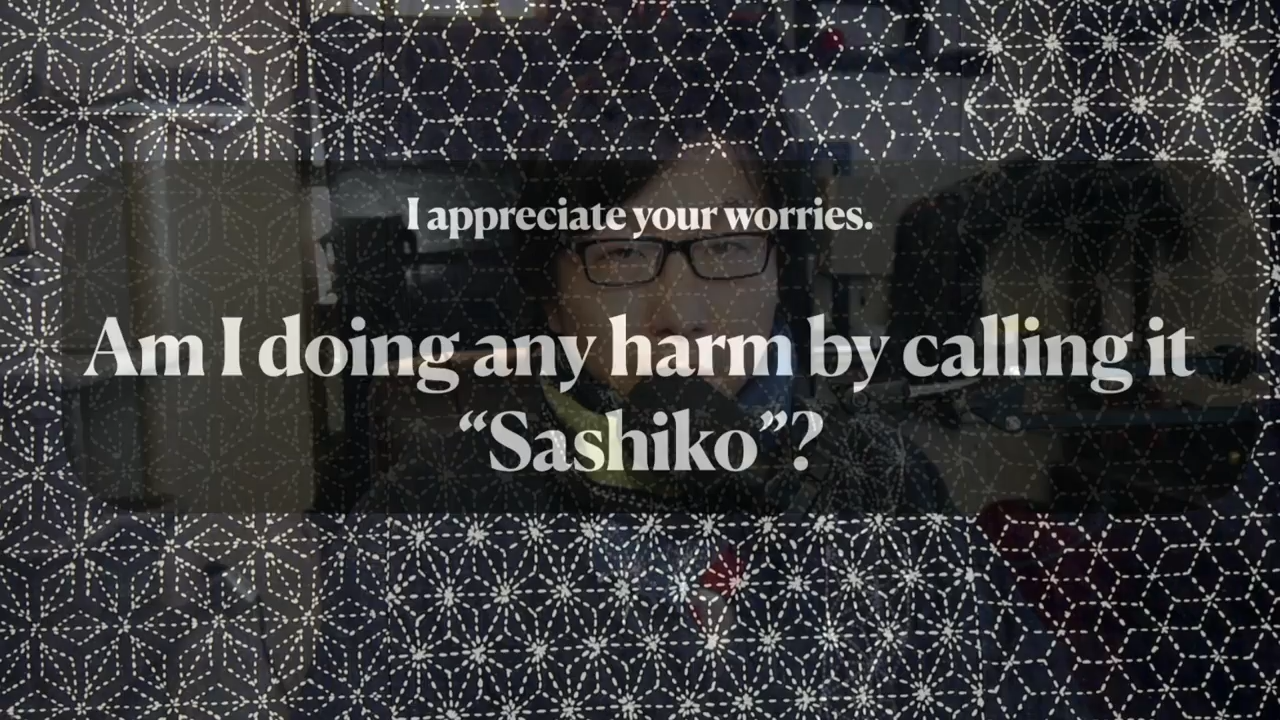 I appreciate your worries.
Am I doing any harm by calling it
“Sashiko”?